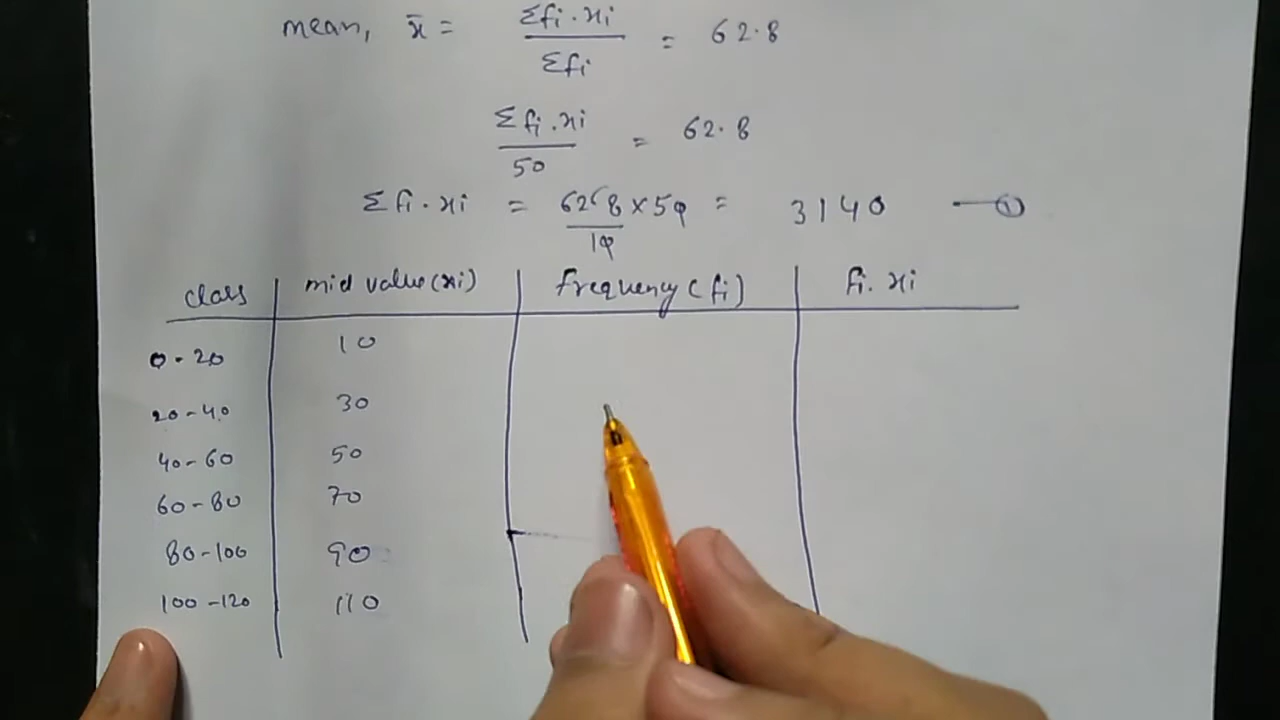 mean, x̄ = Σfi.xi / Σfi = 62.8
Σfi.xi / 50 = 62.8
Σfi.xi = 628 × 50 / 10 = 3140 — ①
class | mid value (xi) | frequency (fi) | fi.xi
0-20 | 10
20-40 | 30
40-60 | 50
60-80 | 70
80-100 | 90
100-120 | 110